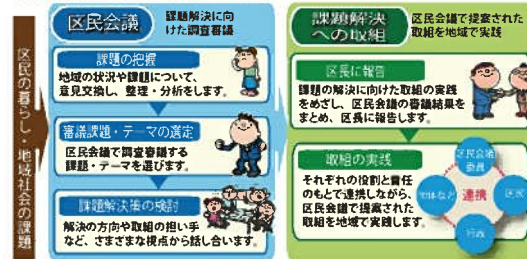 区民の暮らし・地域社会の課題
区民会議
課題解決に向
けた調査審議
課題の把握
地域の状況や課題について、
意見交換し、整理・分析をします。
審議課題・テーマの選定
区民会議で調査審議する
課題・テーマを選びます。
課題解決策の検討
解決の方向や取組の担い手
など、さまざまな視点から話し合います。
課題解決
への取組
区民会議で提案された
取組を地域で実践
区長に報告
課題の解決に向けた取組の実践
をめざし、区民会議の審議結果を
まとめ、区長に報告します。
取組の実践
それぞれの役割と責任
のもとで連携しながら、
区民会議で提案された
取組を地域で実践します。
区民会議
委員
団体など
連携
区民
行政